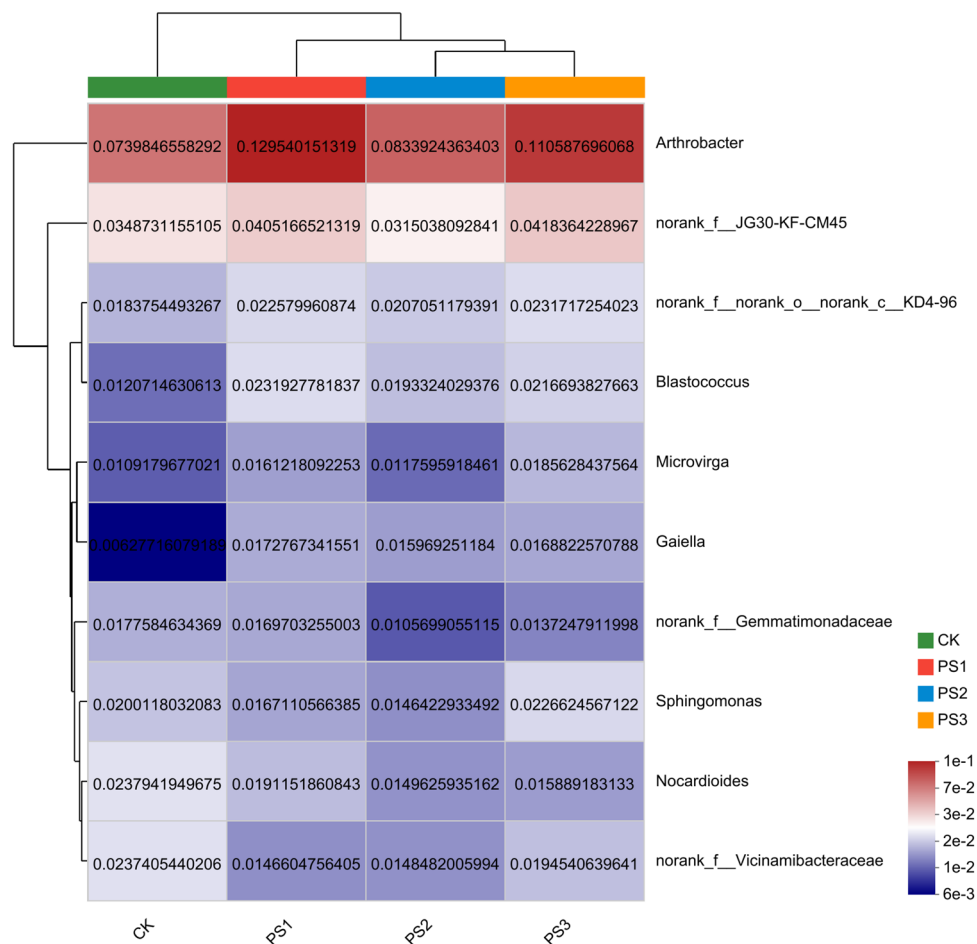 0.0739846558292 0.129540151319 0.0833924363403 0.110587696068 Arthrobacter
0.0348731155105 0.0405166521319 0.0315038092841 0.0418364228967 norank_f__JG30-KF-CM45
0.0183754493267 0.022579960874 0.0207051179391 0.0231717254023 norank_f__norank_o__norank_c__KD4-96
0.0120714630613 0.0231927781837 0.0193324029376 0.0216693827663 Blastococcus
0.0109179677021 0.0161218092253 0.0117595918461 0.0185628437564 Microvirga
0.00627716079189 0.0172767341551 0.015969251184 0.0168822570788 Gaiella
0.0177584634369 0.0169703255003 0.0105699055115 0.0137247911998 norank_f__Gemmatimonadaceae
0.0200118032083 0.0167110566385 0.0146422933492 0.0226624567122 Sphingomonas
0.0237941949675 0.0191151860843 0.0149625935162 0.015889183133 Nocardioides
0.0237405440206 0.0146604756405 0.0148482005994 0.0194540639641 norank_f__Vicinamibacteraceae
CK PS1 PS2 PS3
CK
PS1
PS2
PS3
1e-1
7e-2
3e-2
2e-2
1e-2
1e-2
6e-3